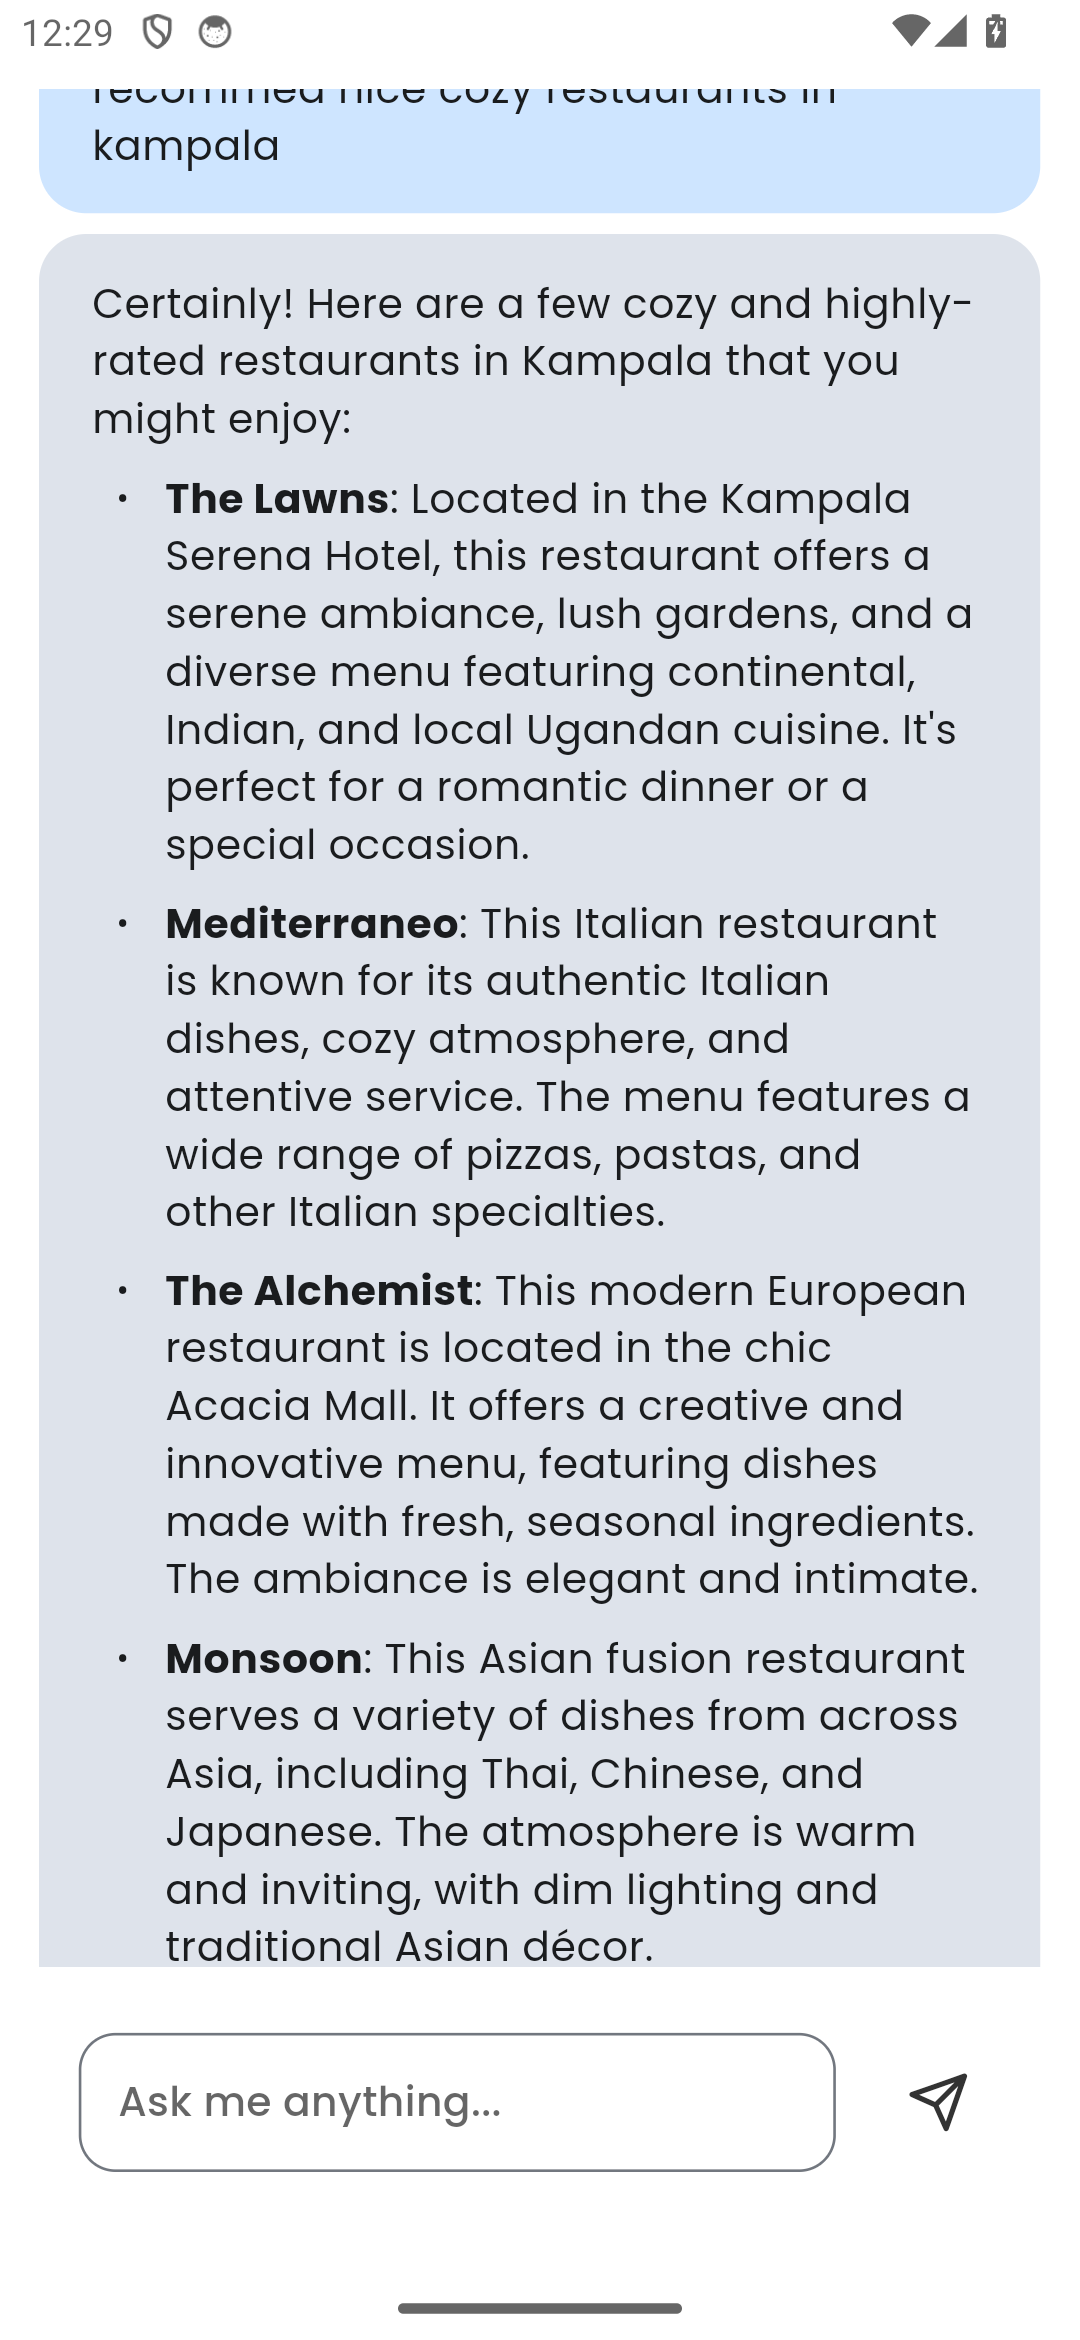 12:29
recommed nice cozy restaurants in
kampala
Certainly! Here are a few cozy and highly-
rated restaurants in Kampala that you
might enjoy:
• The Lawns: Located in the Kampala
Serena Hotel, this restaurant offers a
serene ambiance, lush gardens, and a
diverse menu featuring continental,
Indian, and local Ugandan cuisine. It's
perfect for a romantic dinner or a
special occasion.
• Mediterraneo: This Italian restaurant
is known for its authentic Italian
dishes, cozy atmosphere, and
attentive service. The menu features a
wide range of pizzas, pastas, and
other Italian specialties.
• The Alchemist: This modern European
restaurant is located in the chic
Acacia Mall. It offers a creative and
innovative menu, featuring dishes
made with fresh, seasonal ingredients.
The ambiance is elegant and intimate.
• Monsoon: This Asian fusion restaurant
serves a variety of dishes from across
Asia, including Thai, Chinese, and
Japanese. The atmosphere is warm
and inviting, with dim lighting and
traditional Asian décor.
Ask me anything...